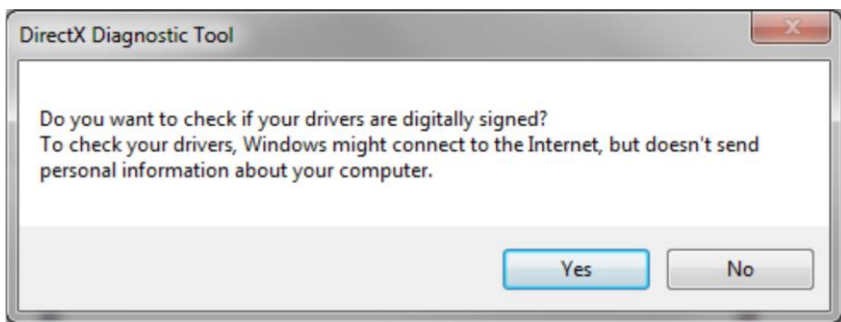 DirectX Diagnostic Tool
Do you want to check if your drivers are digitally signed?
To check your drivers, Windows might connect to the Internet, but doesn't send
personal information about your computer.
Yes No